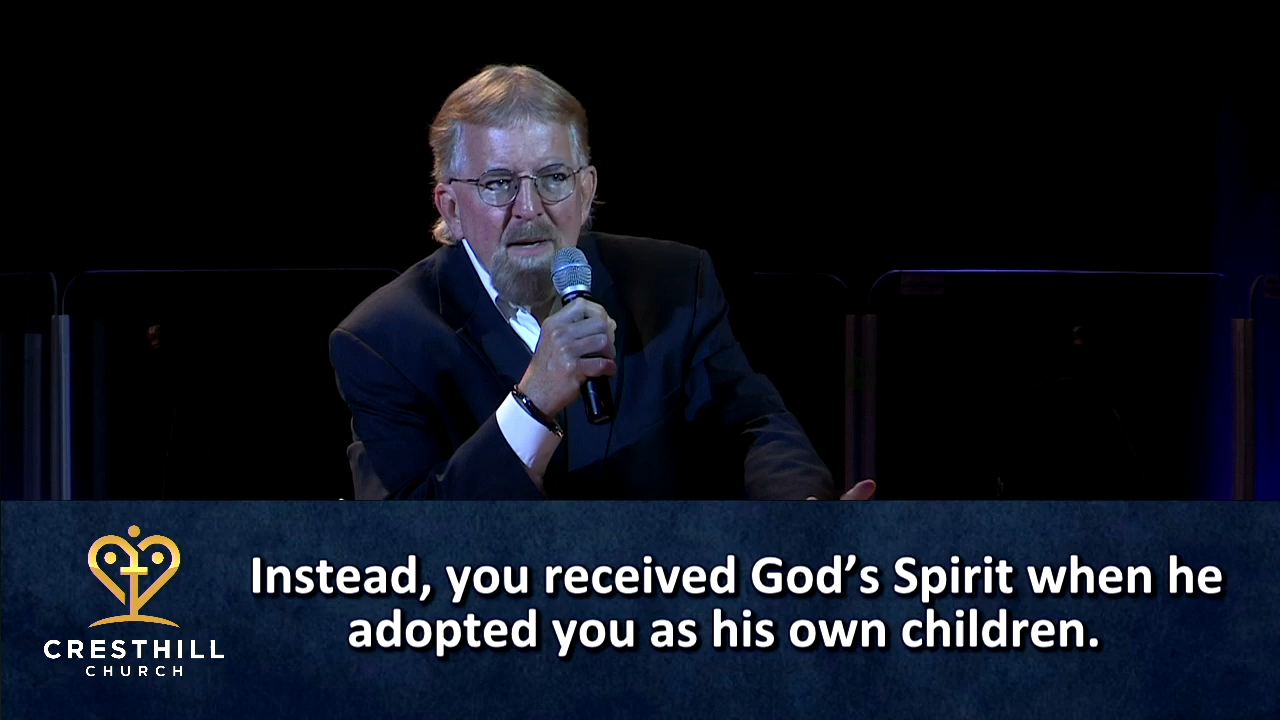 Instead, you received God's Spirit when he
adopted you as his own children.
CRESTHILL
CHURCH